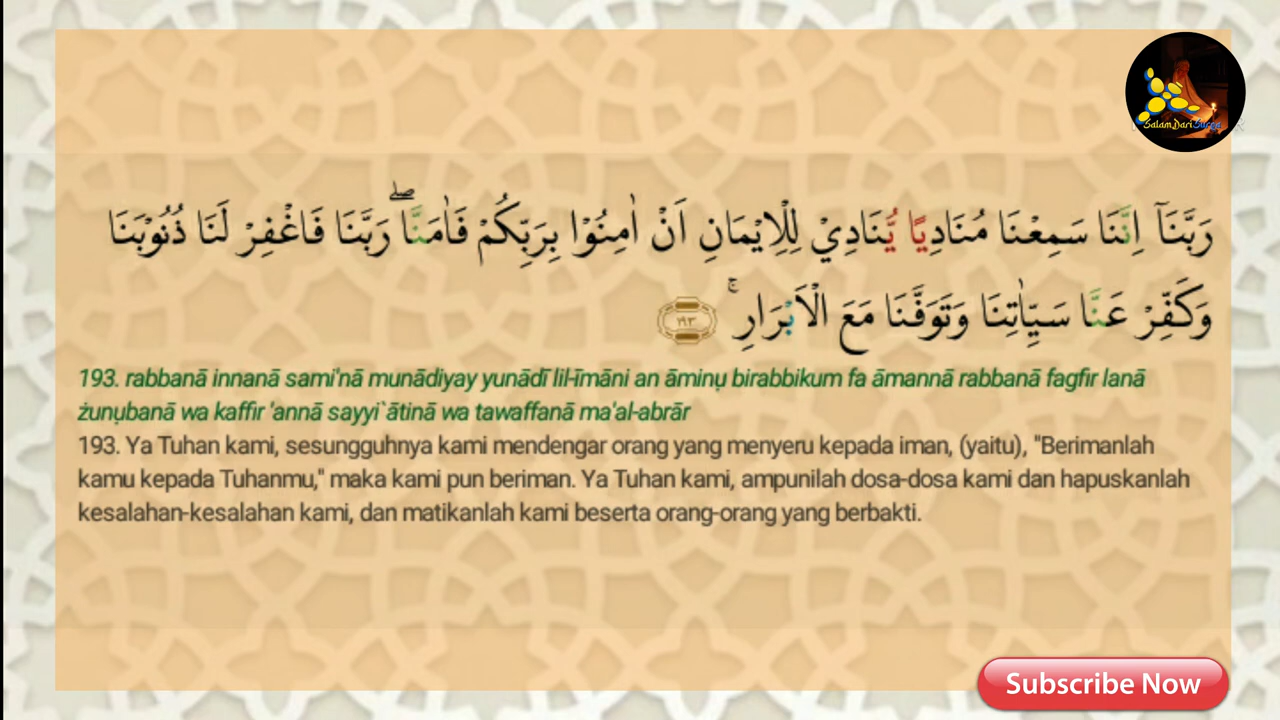 SalamDari
رَبَّنَآ اِنَّنَا سَمِعْنَا مُنَادِيًا يُّنَادِيْ لِلْاِيْمَانِ اَنْ اٰمِنُوْا بِرَبِّكُمْ فَاٰمَنَّاۖ رَبَّنَا فَاغْفِرْ لَنَا ذُنُوْبَنَا
وَكَفِّرْ عَنَّا سَيِّاٰتِنَا وَتَوَفَّنَا مَعَ الْاَبْرَارِۚ ١٩٣
193. rabbanā innanā sami'nā munādiyay yunādī lil-īmāni an āminụ birabbikum fa āmannā rabbanā fagfir lanā
żunụbanā wa kaffir 'annā sayyi`ātinā wa tawaffanā ma'al-abrār
193. Ya Tuhan kami, sesungguhnya kami mendengar orang yang menyeru kepada iman, (yaitu), "Berimanlah
kamu kepada Tuhanmu," maka kami pun beriman. Ya Tuhan kami, ampunilah dosa-dosa kami dan hapuskanlah
kesalahan-kesalahan kami, dan matikanlah kami beserta orang-orang yang berbakti.
Subscribe Now